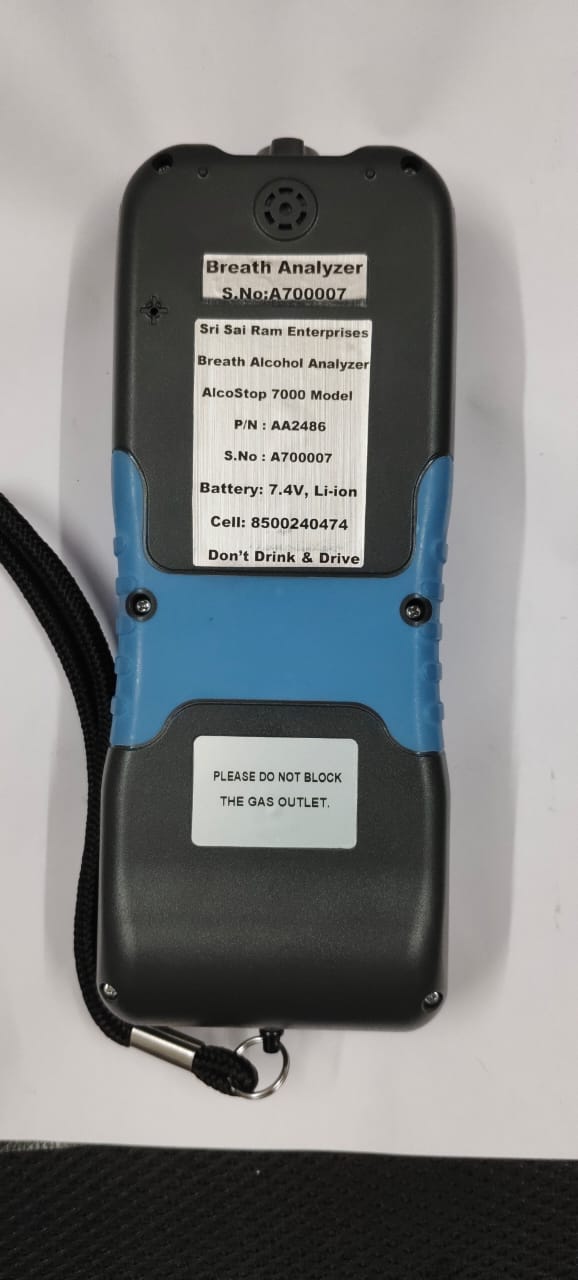 Breath Analyzer
S.No:A700007
Sri Sai Ram Enterprises
Breath Alcohol Analyzer
AlcoStop 7000 Model
P/N : AA2486
S.No : A700007
Battery: 7.4V, Li-ion
Cell: 8500240474
Don't Drink & Drive
PLEASE DO NOT BLOCK
THE GAS OUTLET.